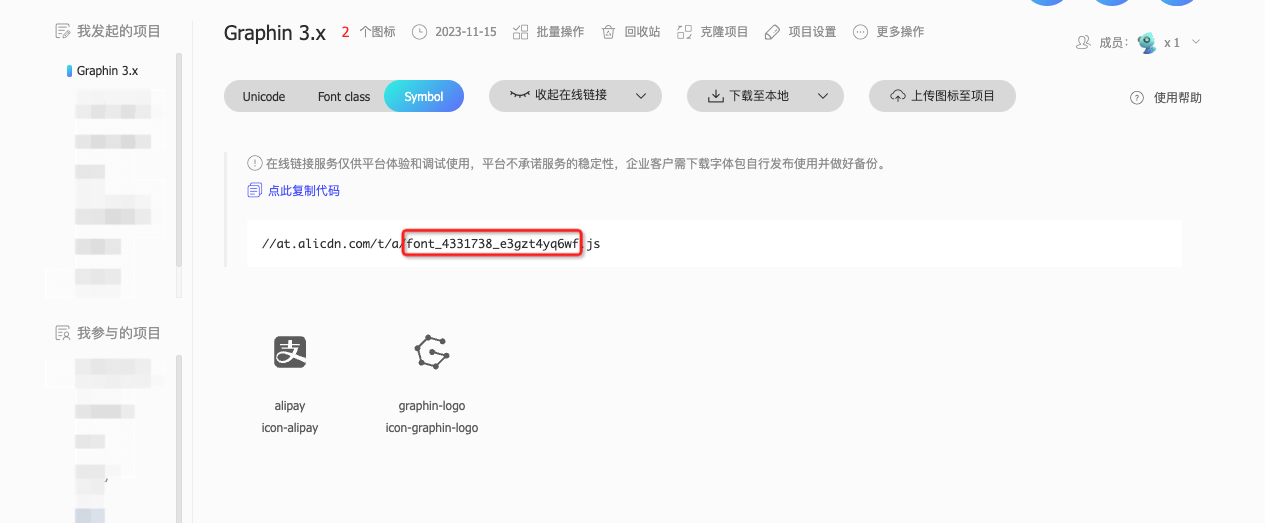 我发起的项目
Graphin 3.x
我参与的项目
Graphin 3.x 2 个图标 2023-11-15 批量操作 回收站 克隆项目 项目设置 更多操作
成员： x 1
Unicode Font class Symbol 收起在线链接 下载至本地 上传图标至项目
使用帮助
在线链接服务仅供平台体验和调试使用，平台不承诺服务的稳定性，企业客户需下载字体包自行发布使用并做好备份。
点此复制代码
//at.alicdn.com/t/a/font_4331738_e3gzt4yq6wf.js
支
alipay graphin-logo
icon-alipay icon-graphin-logo